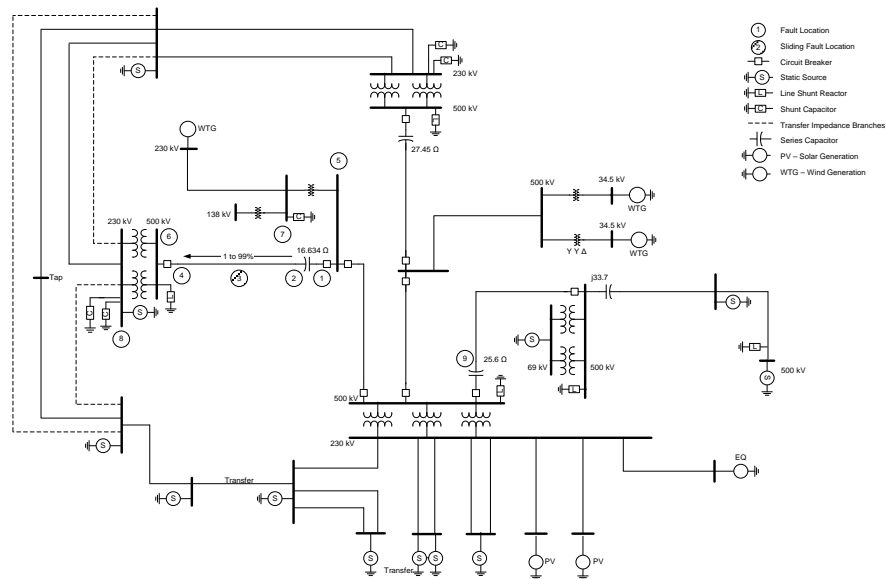 1 Fault Location
2 Sliding Fault Location
Circuit Breaker
S Static Source
L Line Shunt Reactor
C Shunt Capacitor
Transfer Impedance Branches
Series Capacitor
PV – Solar Generation
WTG – Wind Generation
S
C
C
230 kV
500 kV
L
27.45 Ω
WTG
230 kV
5
138 kV
C
7
500 kV
34.5 kV
WTG
34.5 kV
Y Y Δ
WTG
230 kV 500 kV
6
1 to 99%
16.634 Ω
4
3
2
1
Tap
C
C
S
L
8
j33.7
S
S
69 kV
500 kV
L
L
S
500 kV
9
25.6 Ω
L
500 kV
230 kV
S
S
Transfer
S
EQ
S
Transfer
S
S
S
PV
PV